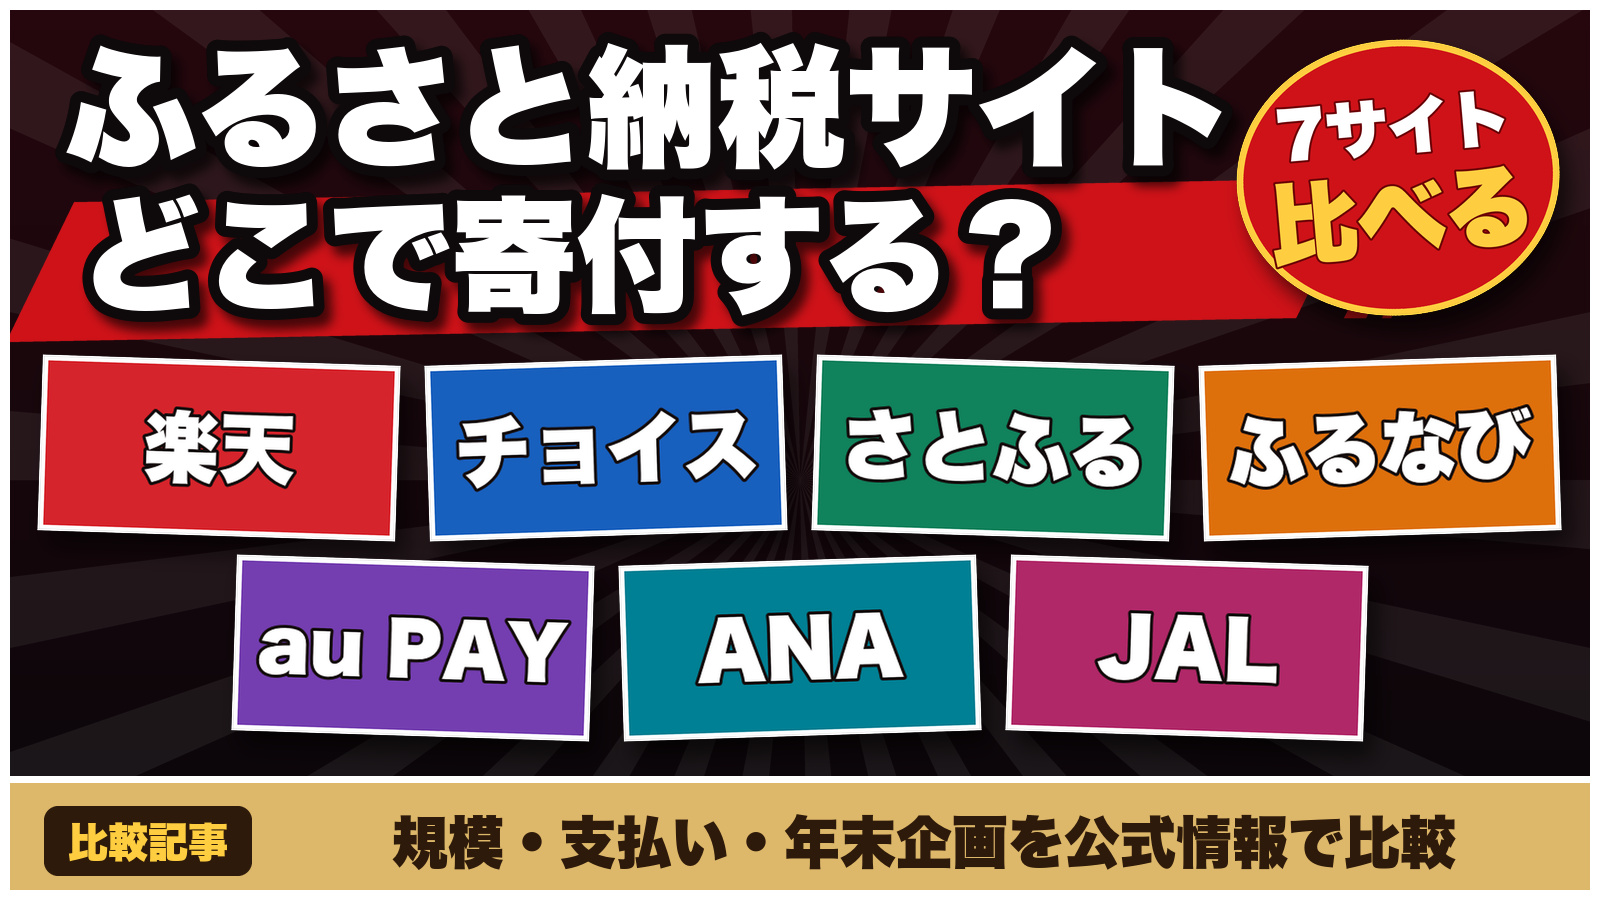 ふるさと納税サイト
どこで寄付する？
7サイト
比べる
楽天
チョイス
さとふる
ふるなび
au PAY
ANA
JAL
比較記事
規模・支払い・年末企画を公式情報で比較